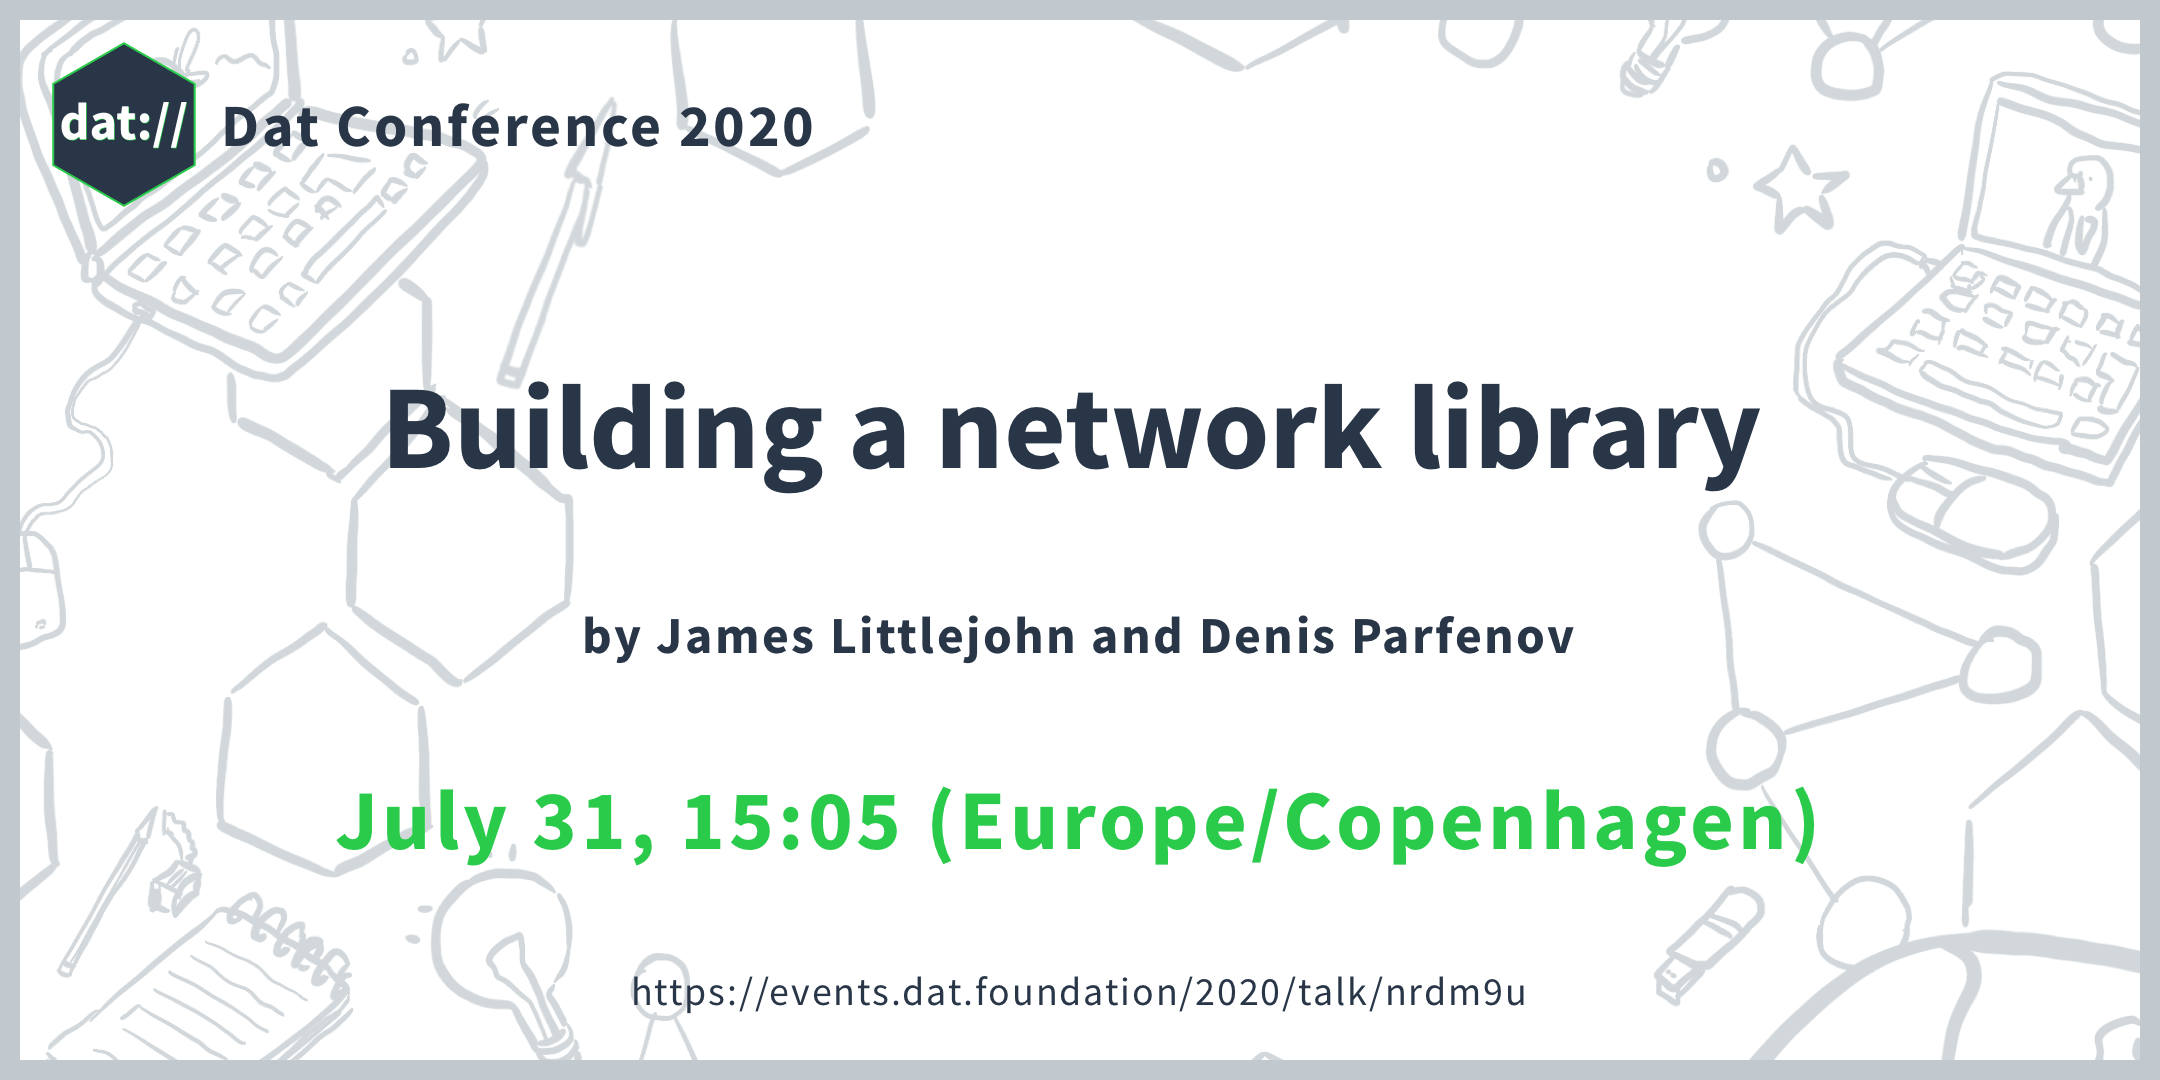 dat://
Dat Conference 2020
Building a network library
by James Littlejohn and Denis Parfenov
July 31, 15:05 (Europe/Copenhagen)
https://events.dat.foundation/2020/talk/nrdm9u